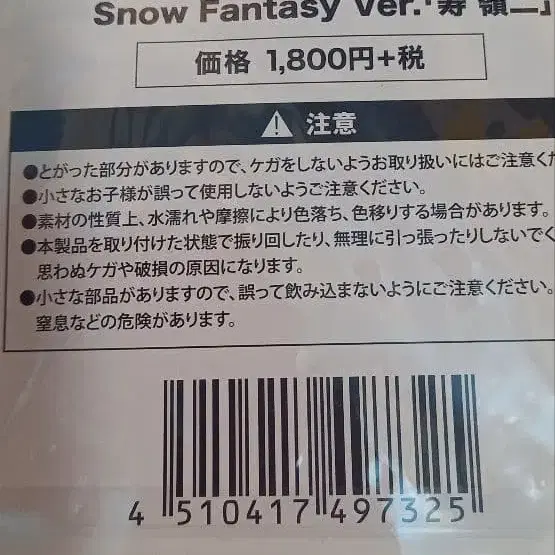 Snow Fantasy Ver.「寿 嶺二」
価格 1,800円+税
注意
●とがった部分がありますので、ケガをしないようお取り扱いにはご注意くだ
●小さなお子様が誤って使用しないようご注意ください。
●素材の性質上、水濡れや摩擦により色落ち、色移りする場合があります。
●本製品を取り付けた状態で振り回したり、無理に引っ張ったりしないでく
思わぬケガや破損の原因になります。
●小さな部品がありますので、誤って飲み込まないようにご注意ください。
窒息などの危険があります。
4 510417 497325